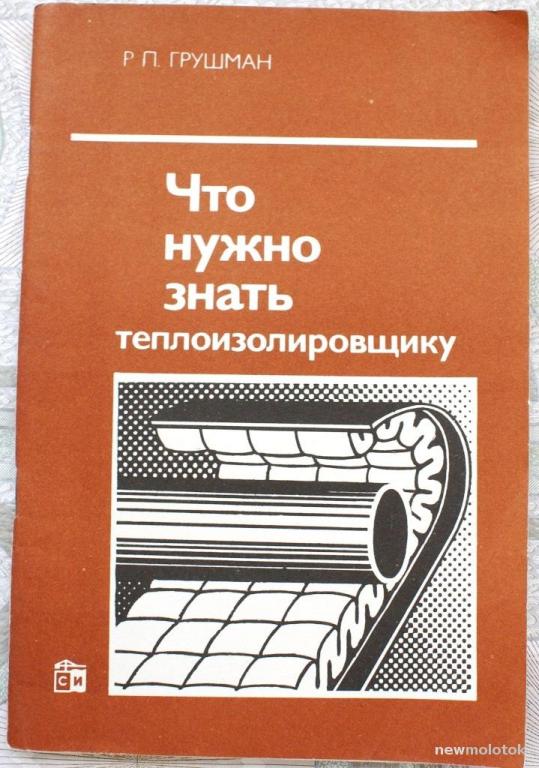 Р. П. ГРУШМАН
Что
нужно
знать
теплоизолировщику
СИ
newmolotok